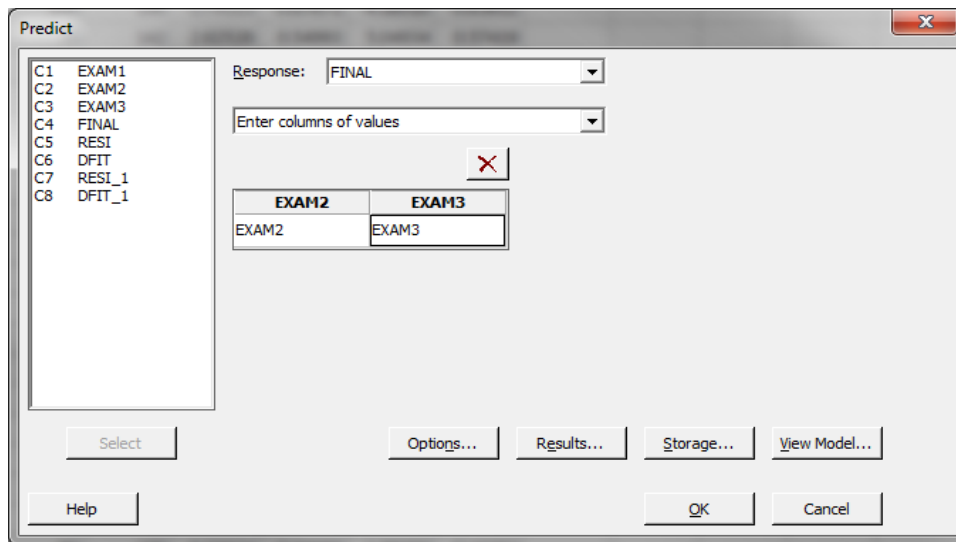 Predict
C1 EXAM1
C2 EXAM2
C3 EXAM3
C4 FINAL
C5 RESI
C6 DFIT
C7 RESI_1
C8 DFIT_1
Response: FINAL
Enter columns of values
EXAM2 EXAM3
EXAM2 EXAM3
Select
Options... Results... Storage... View Model...
Help
OK Cancel